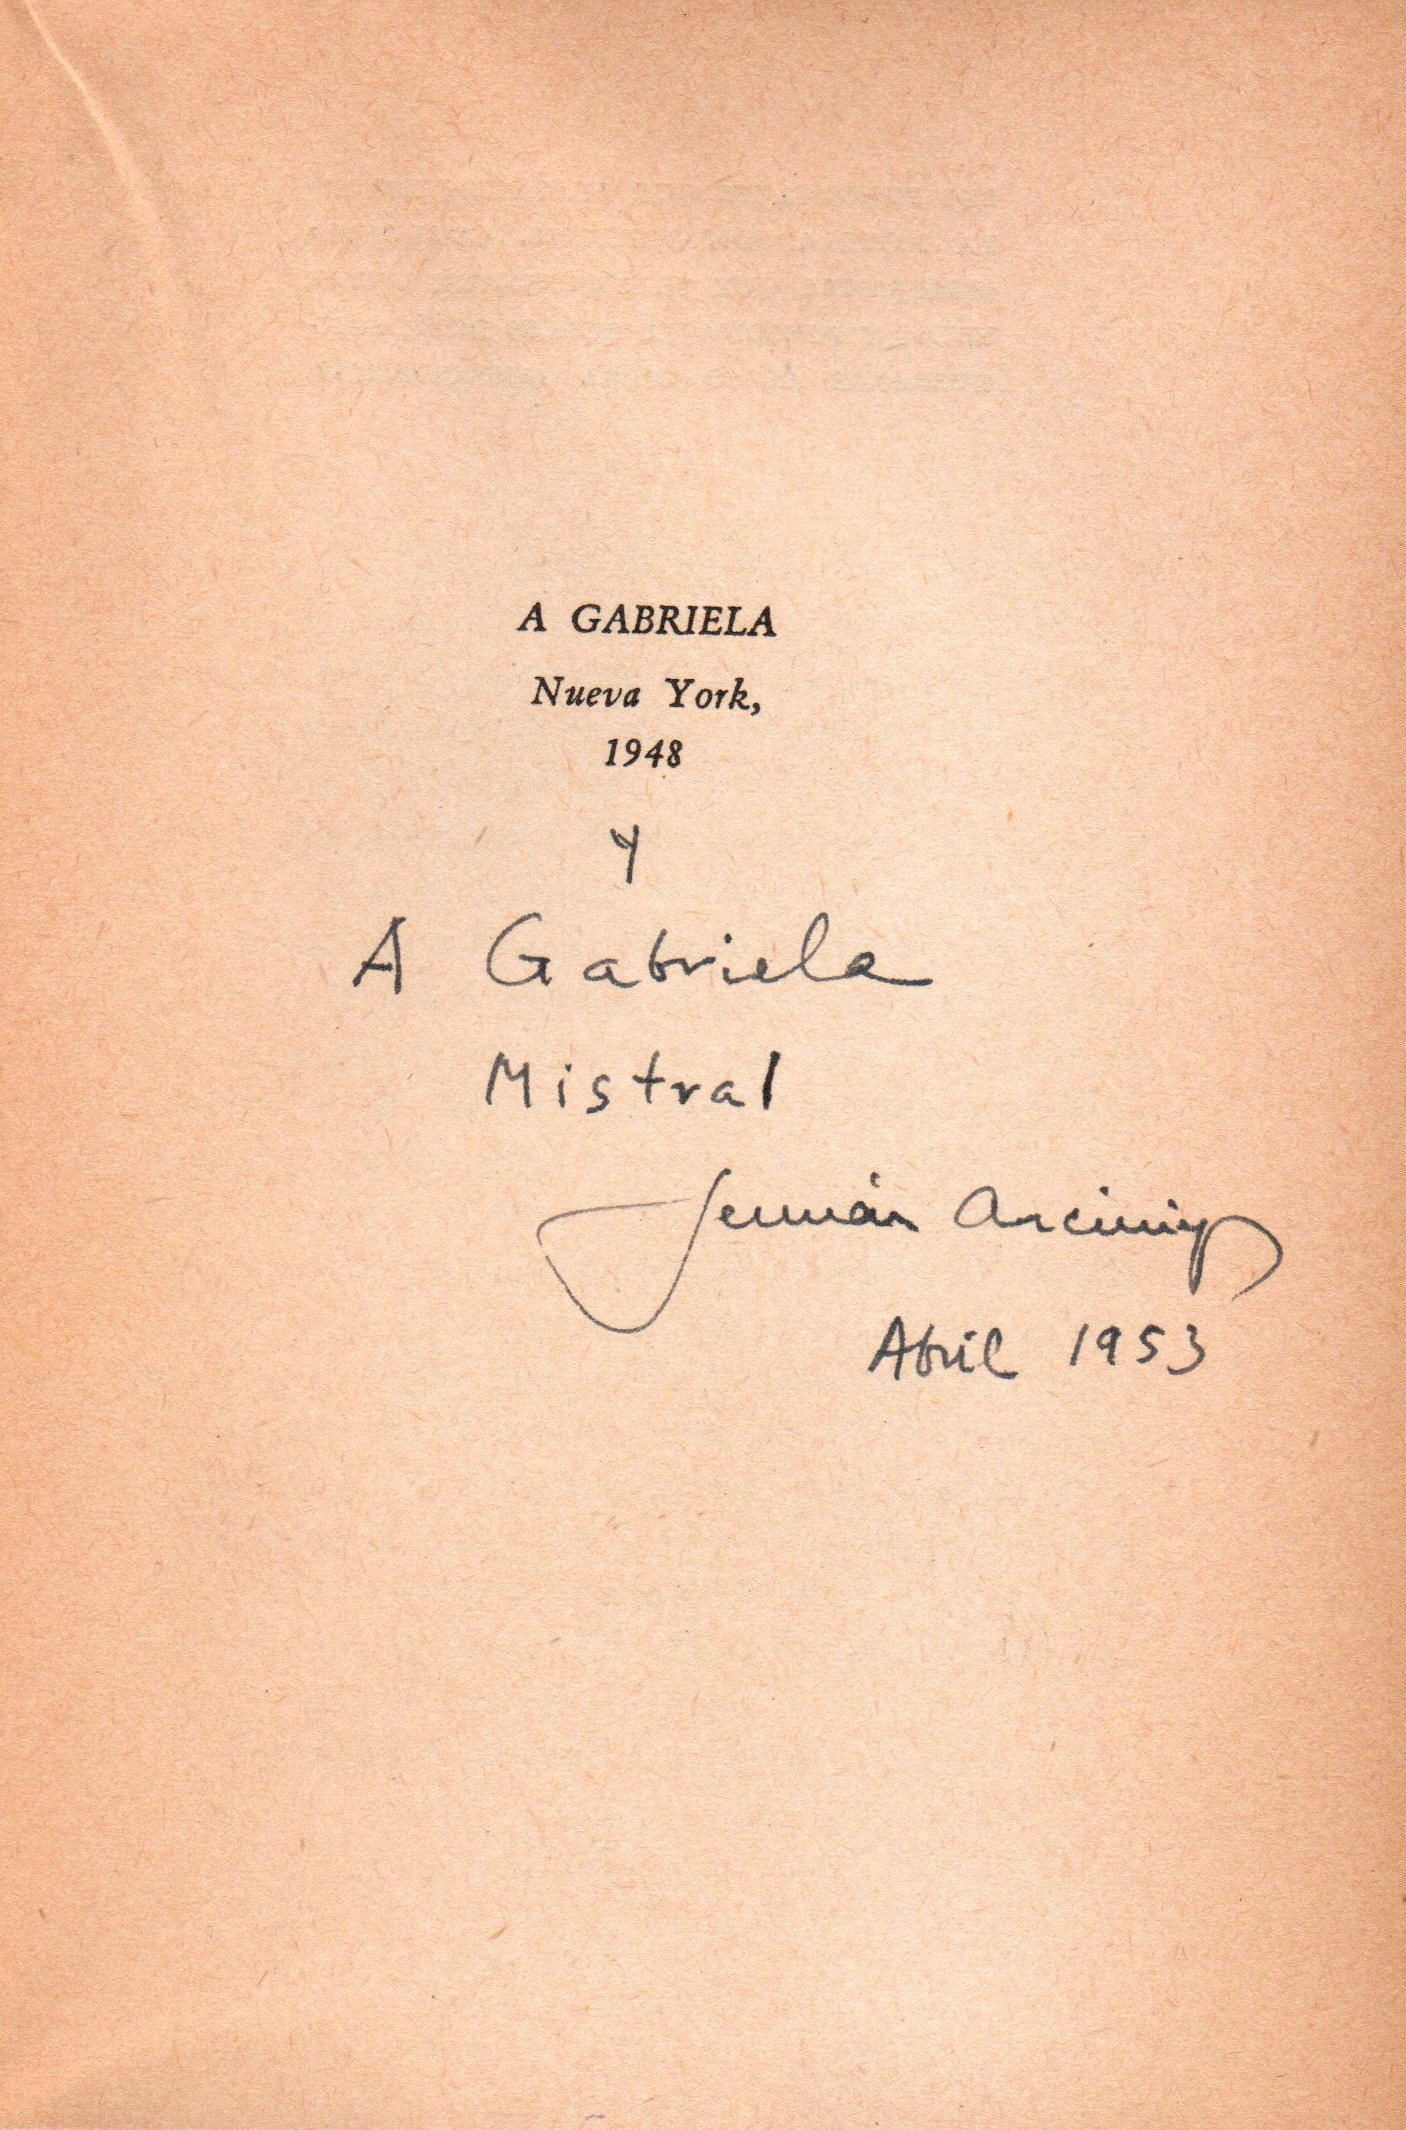 A GABRIELA
Nueva York,
1948
y
A Gabriela
Mistral
Germán Arciniegas
Abril 1953